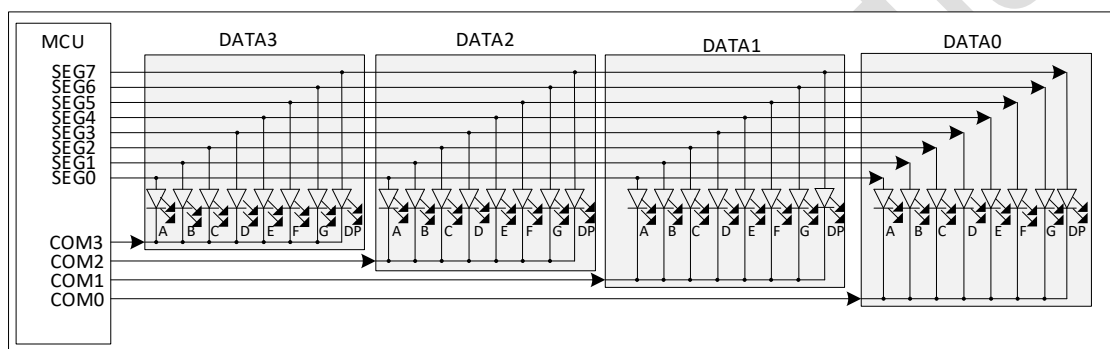 MCU DATA3 DATA2 DATA1 DATA0
SEG7
SEG6
SEG5
SEG4
SEG3
SEG2
SEG1
SEG0
A B C D E F G DP A B C D E F G DP A B C D E F G DP A B C D E F G DP
COM3
COM2
COM1
COM0